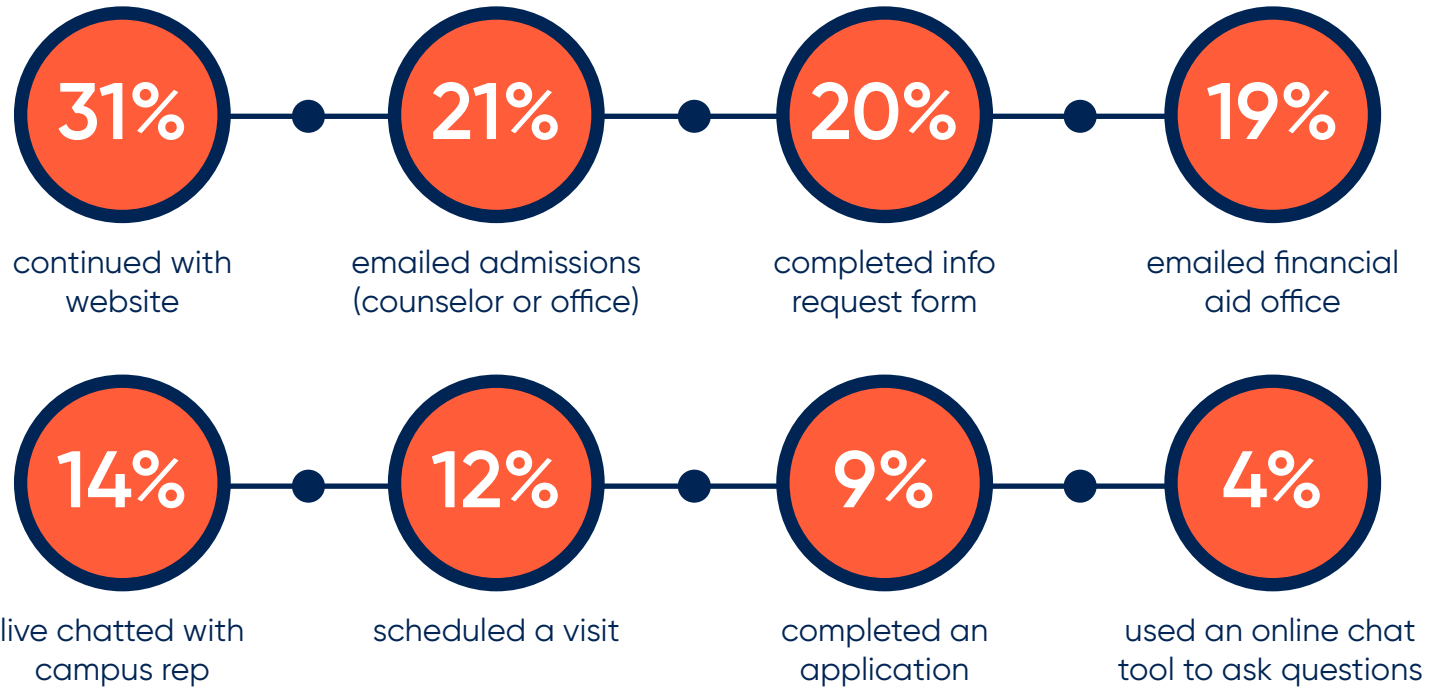 31%
21%
20%
19%
continued with
website
emailed admissions
(counselor or office)
completed info
request form
emailed financial
aid office
14%
12%
9%
4%
live chatted with
campus rep
scheduled a visit
completed an
application
used an online chat
tool to ask questions